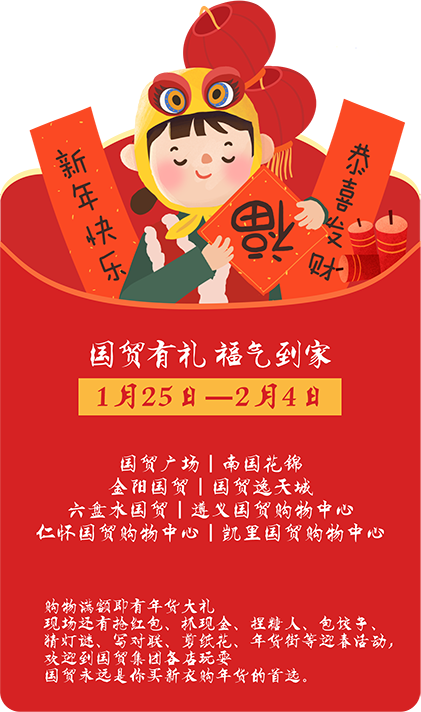 新年快乐
恭喜发财
福
国贸有礼 福气到家
1月25日—2月4日
国贸广场｜南国花锦
金阳国贸｜国贸逸天城
六盘水国贸｜遵义国贸购物中心
仁怀国贸购物中心｜凯里国贸购物中心
购物满额即有年货大礼
现场还有抢红包、抓现金、捏糖人、包饺子、
猜灯谜、写对联、剪纸花、年货街等迎春活动,
欢迎到国贸集团各店玩耍
国贸永远是你买新衣购年货的首选。